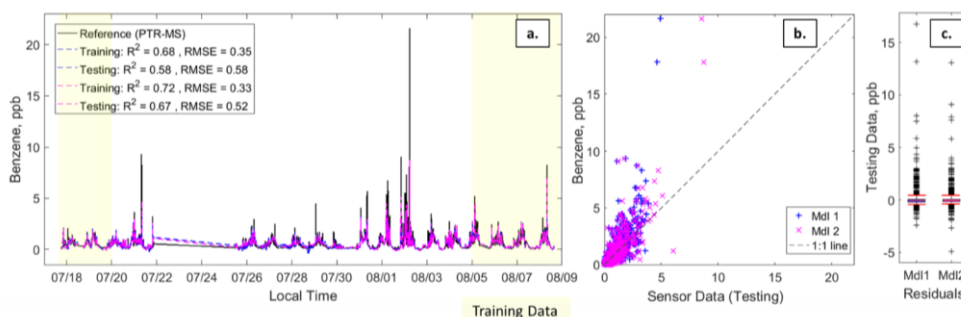 a.
Reference (PTR-MS)
Training: R² = 0.68 , RMSE = 0.35
Testing: R² = 0.58 , RMSE = 0.58
Training: R² = 0.72 , RMSE = 0.33
Testing: R² = 0.67 , RMSE = 0.52
Benzene, ppb
20
15
10
5
0
07/18 07/20 07/22 07/24 07/26 07/28 07/30 08/01 08/03 08/05 08/07 08/09
Local Time
Training Data
b.
Benzene, ppb
20
15
10
5
0
0 5 10 15 20
Sensor Data (Testing)
Mdl 1
Mdl 2
1:1 line
c.
Testing Data, ppb
15
10
5
0
-5
Mdl1 Mdl2
Residuals